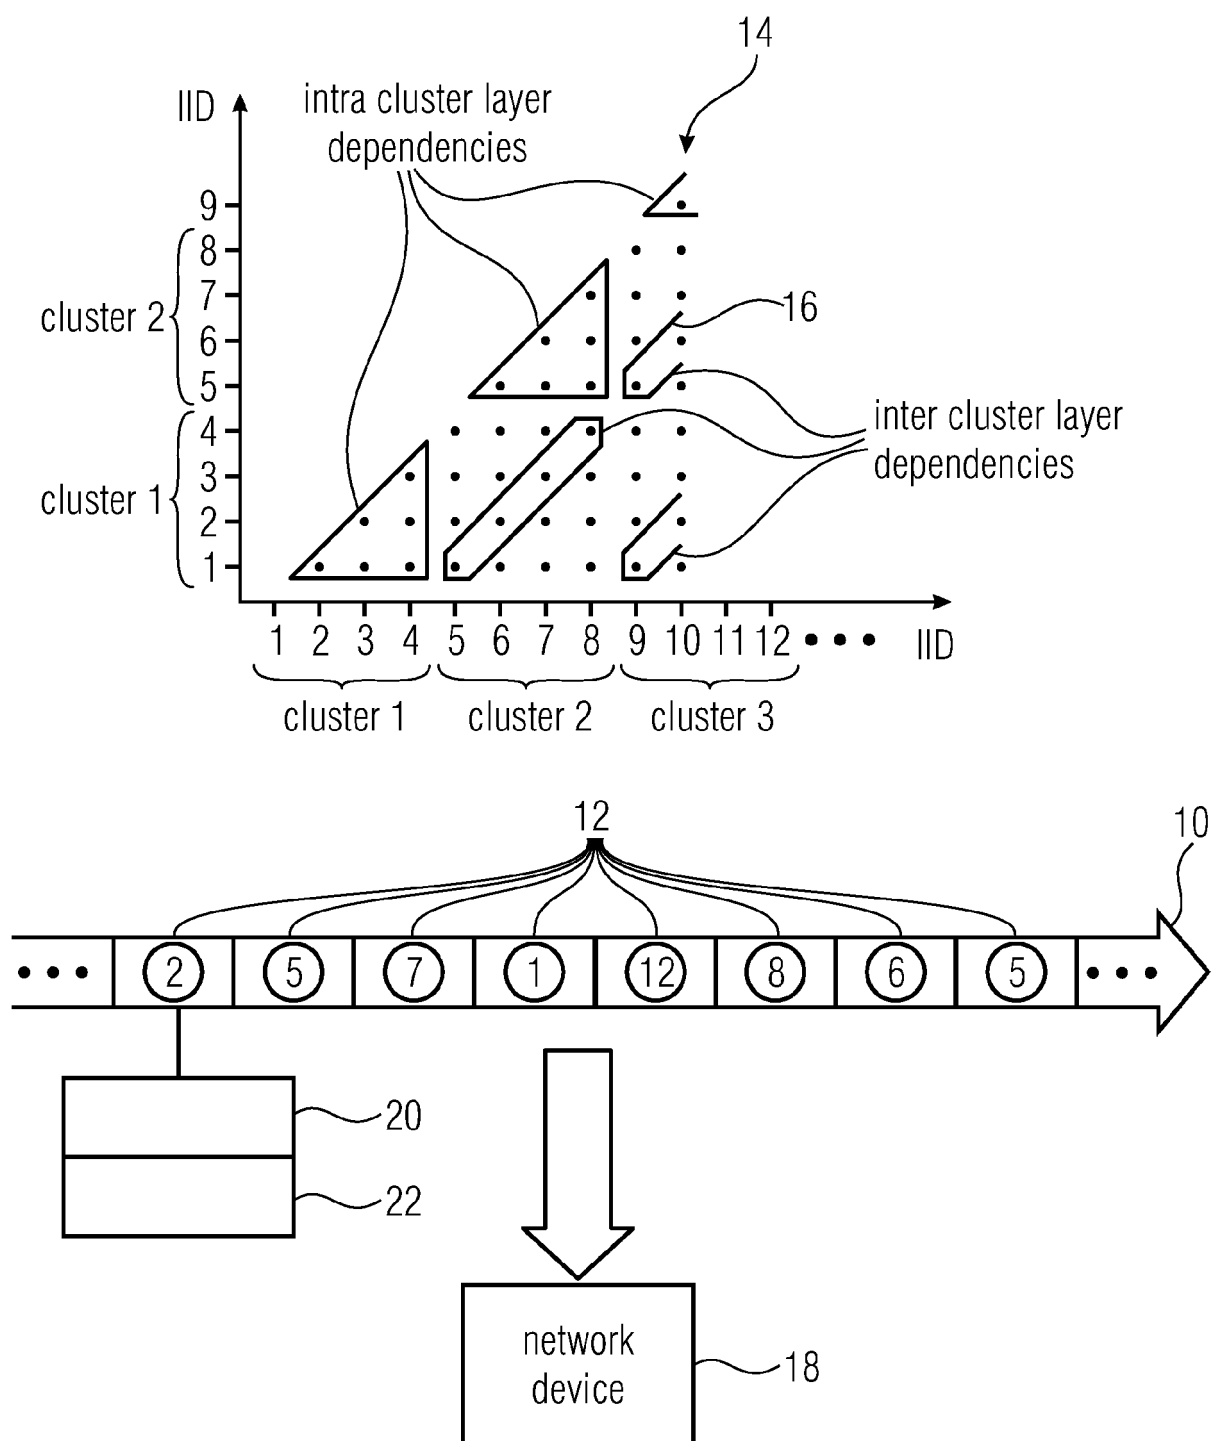 14
IID
intra cluster layer
dependencies
9
8
7
6
5
cluster 2
16
4
3
2
1
cluster 1
inter cluster layer
dependencies
1 2 3 4 5 6 7 8 9 10 11 12 ••• IID
cluster 1 cluster 2 cluster 3
12
10
••• 2 5 7 1 12 8 6 5 •••
20
22
network
device
18